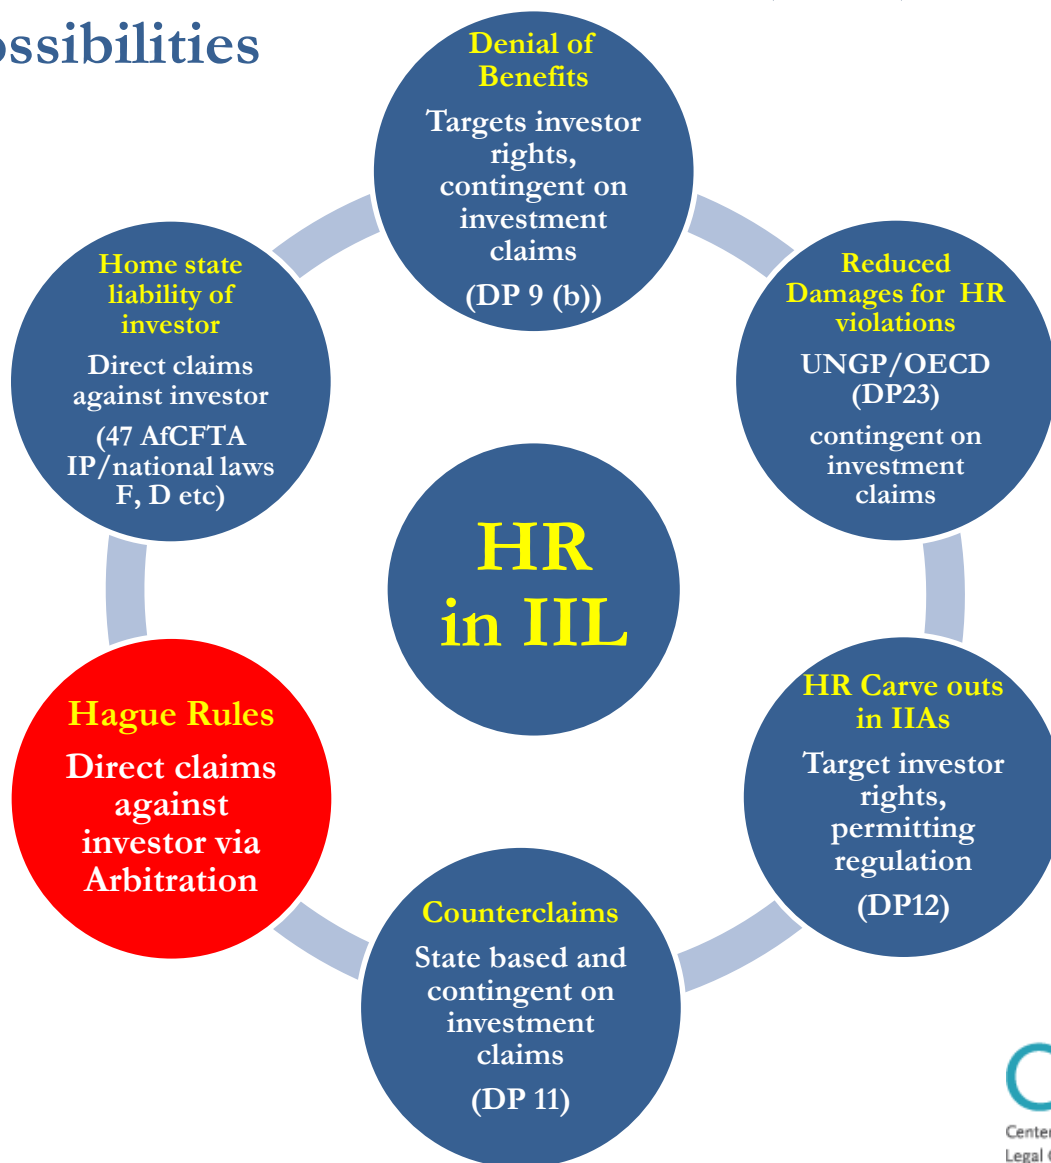 Denial of
Benefits
Targets investor
rights,
contingent on
investment
claims
(DP 9 (b))
Reduced
Damages for HR
violations
UNGP/OECD
(DP23)
contingent on
investment
claims
HR Carve outs
in IIAs
Target investor
rights,
permitting
regulation
(DP12)
Counterclaims
State based and
contingent on
investment
claims
(DP 11)
Hague Rules
Direct claims
against
investor via
Arbitration
Home state
liability of
investor
Direct claims
against investor
(47 AfCFTA
IP/national laws
F, D etc)
HR
in IIL
Center
Legal